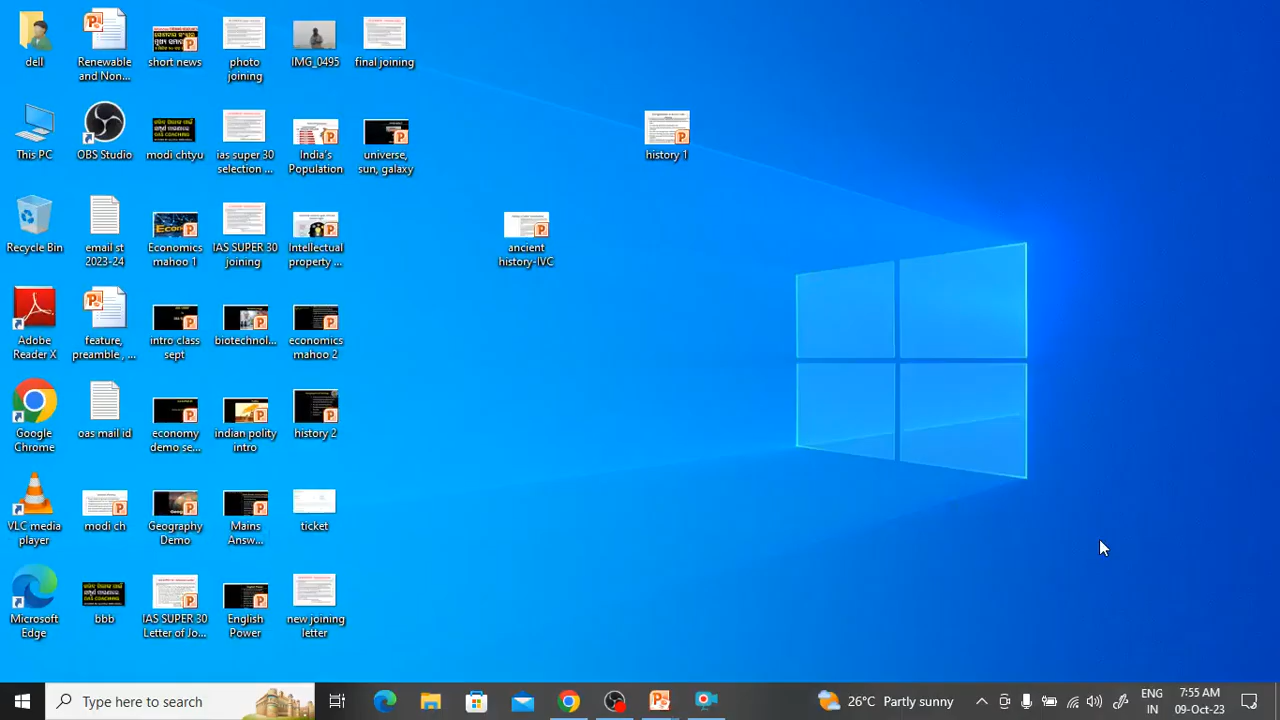 dell
Renewable
and Non...
short news
photo
joining
IMG_0495
final joining
This PC
OBS Studio
modi chtyu
ias super 30
selection ...
India's
Population
universe,
sun, galaxy
history 1
Recycle Bin
email st
2023-24
Economics
mahoo 1
IAS SUPER 30
joining
Intellectual
property ...
ancient
history-IVC
Adobe
Reader X
feature,
preamble , ...
intro class
sept
biotechnol...
economics
mahoo 2
Google
Chrome
oas mail id
economy
demo se...
indian polity
intro
history 2
VLC media
player
modi ch
Geography
Demo
Mains
Answ...
ticket
Microsoft
Edge
bbb
IAS SUPER 30
Letter of Jo...
English
Power
new joining
letter
Type here to search
26°C Partly sunny
ENG
IN
7:55 AM
09-Oct-23